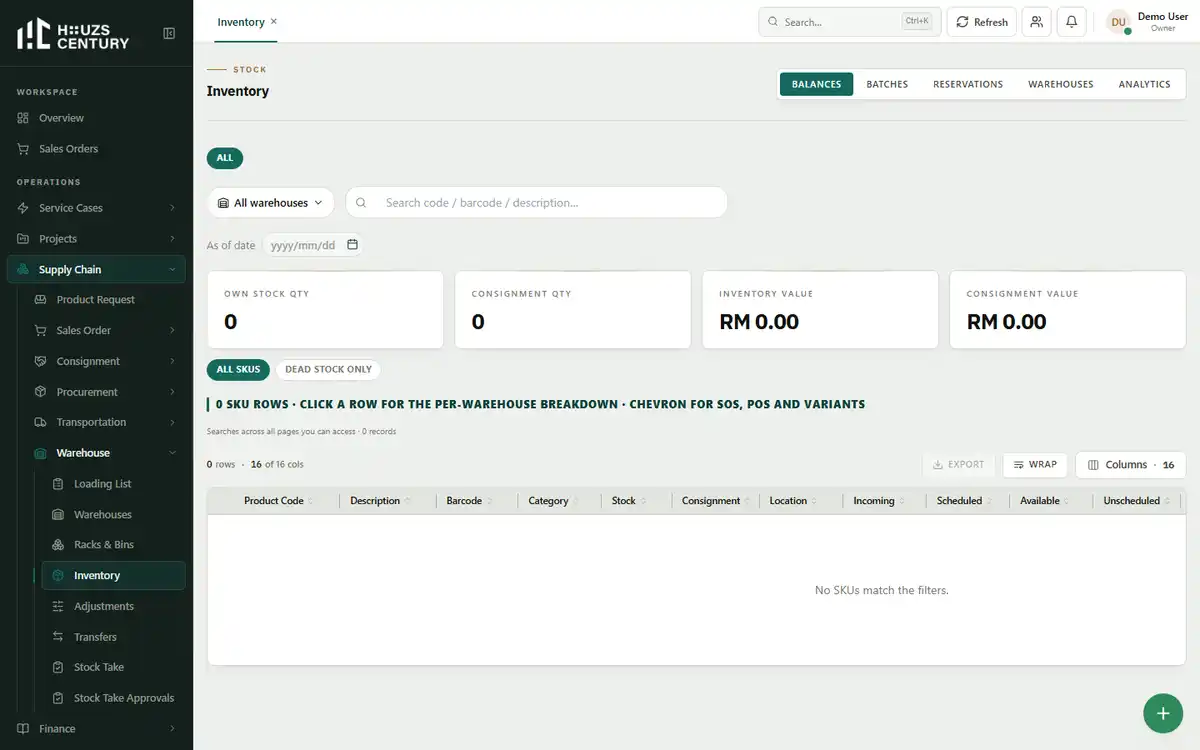 HOUZS
CENTURY
WORKSPACE
Overview
Sales Orders
OPERATIONS
Service Cases
Projects
Supply Chain
Product Request
Sales Order
Consignment
Procurement
Transportation
Warehouse
Loading List
Warehouses
Racks & Bins
Inventory
Adjustments
Transfers
Stock Take
Stock Take Approvals
Finance
Inventory ×
Search... Ctrl+K
Refresh
DU
Demo User
Owner
STOCK
Inventory
BALANCES BATCHES RESERVATIONS WAREHOUSES ANALYTICS
ALL
All warehouses
Search code / barcode / description...
As of date yyyy/mm/dd
OWN STOCK QTY
0
CONSIGNMENT QTY
0
INVENTORY VALUE
RM 0.00
CONSIGNMENT VALUE
RM 0.00
ALL SKUS DEAD STOCK ONLY
0 SKU ROWS · CLICK A ROW FOR THE PER-WAREHOUSE BREAKDOWN · CHEVRON FOR SOS, POS AND VARIANTS
Searches across all pages you can access · 0 records
0 rows · 16 of 16 cols
EXPORT WRAP Columns · 16
Product Code Description Barcode Category Stock Consignment Location Incoming Scheduled Available Unscheduled
No SKUs match the filters.
+